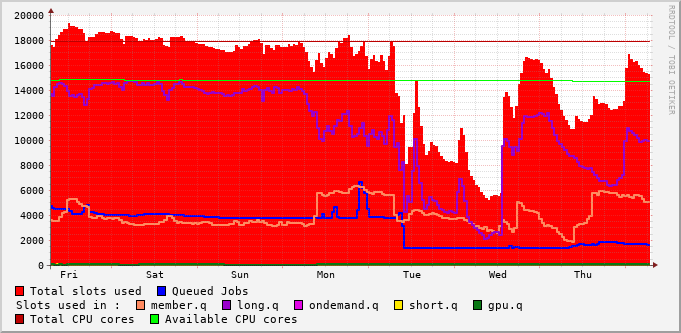 20000
18000
16000
14000
12000
10000
8000
6000
4000
2000
0
Fri Sat Sun Mon Tue Wed Thu
RRDTOOL / TOBI OETIKER
Total slots used Queued Jobs
Slots used in : member.q long.q ondemand.q short.q gpu.q
Total CPU cores Available CPU cores